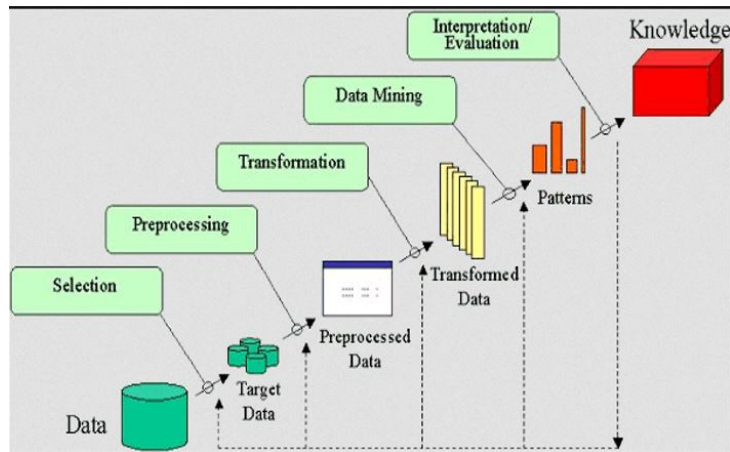 Interpretation/
Evaluation
Knowledge
Data Mining
Transformation
Patterns
Preprocessing
Transformed
Data
Selection
Preprocessed
Data
Target
Data
Data